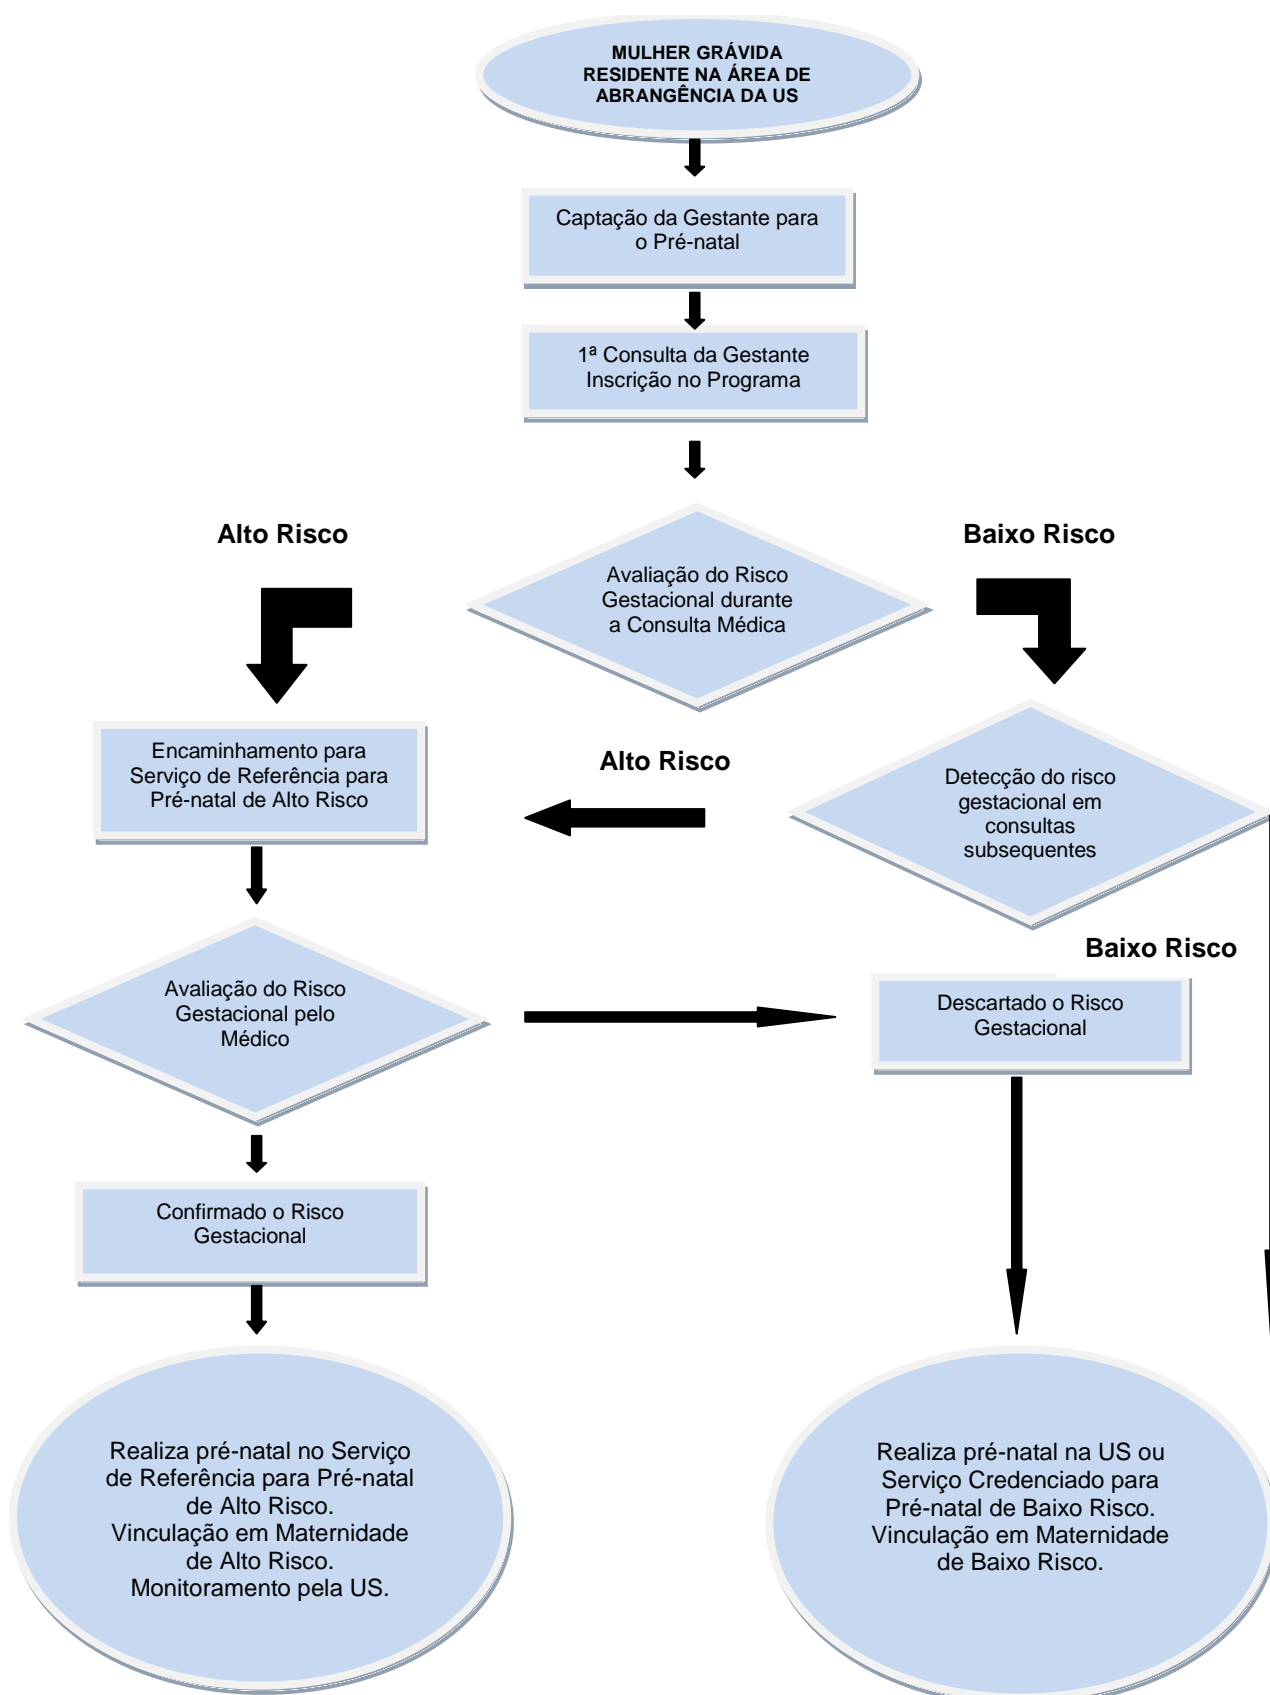 MULHER GRÁVIDA
RESIDENTE NA ÁREA DE
ABRANGÊNCIA DA US
Captação da Gestante para
o Pré-natal
1ª Consulta da Gestante
Inscrição no Programa
Alto Risco
Baixo Risco
Avaliação do Risco
Gestacional durante
a Consulta Médica
Encaminhamento para
Serviço de Referência para
Pré-natal de Alto Risco
Alto Risco
Detecção do risco
gestacional em
consultas
subsequentes
Baixo Risco
Avaliação do Risco
Gestacional pelo
Médico
Descartado o Risco
Gestacional
Confirmado o Risco
Gestacional
Realiza pré-natal no Serviço
de Referência para Pré-natal
de Alto Risco.
Vinculação em Maternidade
de Alto Risco.
Monitoramento pela US.
Realiza pré-natal na US ou
Serviço Credenciado para
Pré-natal de Baixo Risco.
Vinculação em Maternidade
de Baixo Risco.